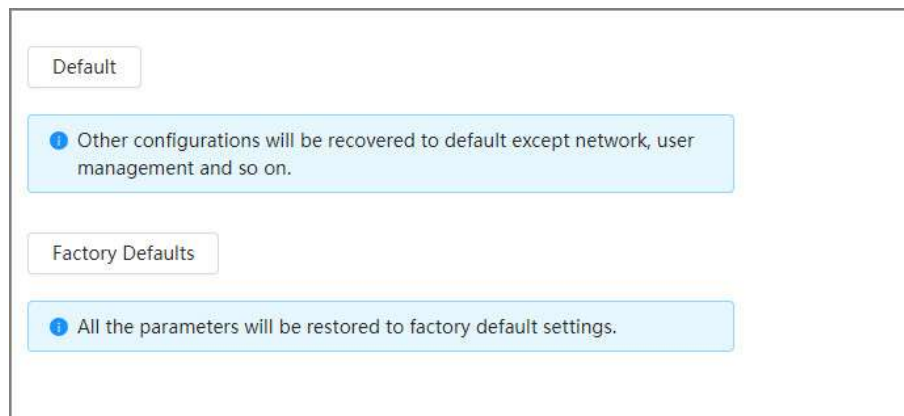 Default
Other configurations will be recovered to default except network, user
management and so on.
Factory Defaults
All the parameters will be restored to factory default settings.